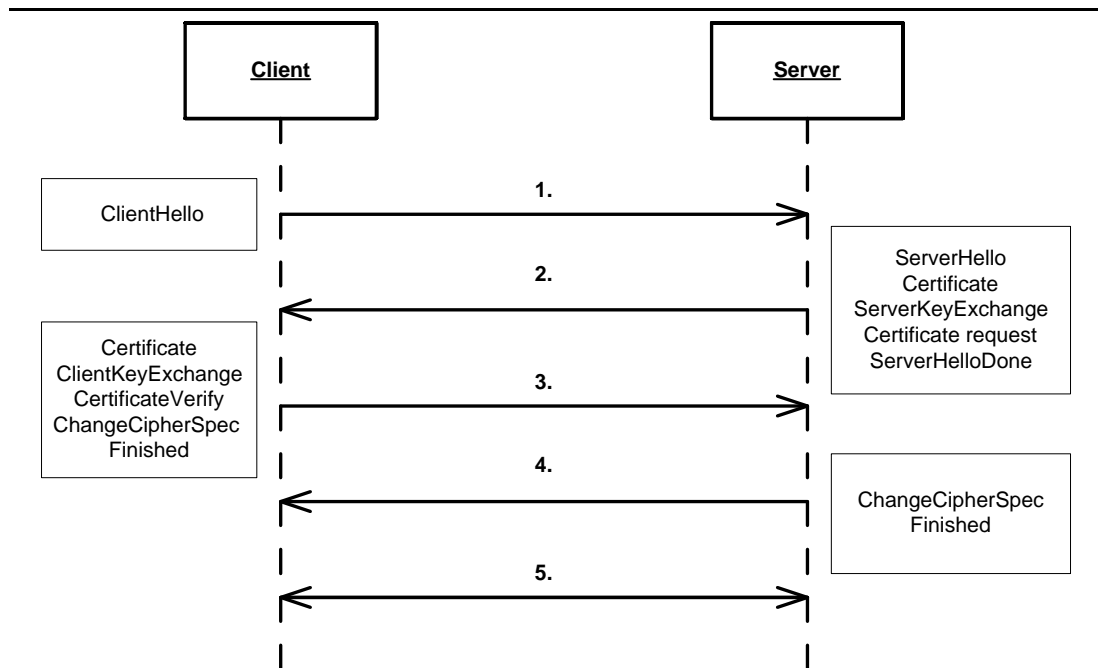 Client
Server
1.
ClientHello
2.
ServerHello
Certificate
ServerKeyExchange
Certificate request
ServerHelloDone
3.
Certificate
ClientKeyExchange
CertificateVerify
ChangeCipherSpec
Finished
4.
ChangeCipherSpec
Finished
5.